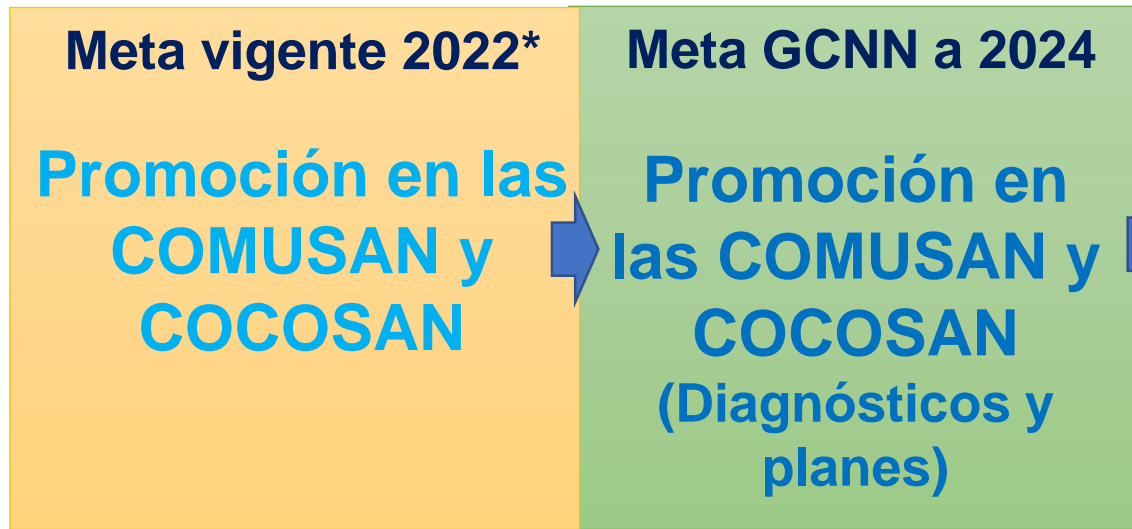 Meta vigente 2022*
Promoción en las
COMUSAN y
COCOSAN
Meta GCNN a 2024
Promoción en
las COMUSAN y
COCOSAN
(Diagnósticos y
planes)